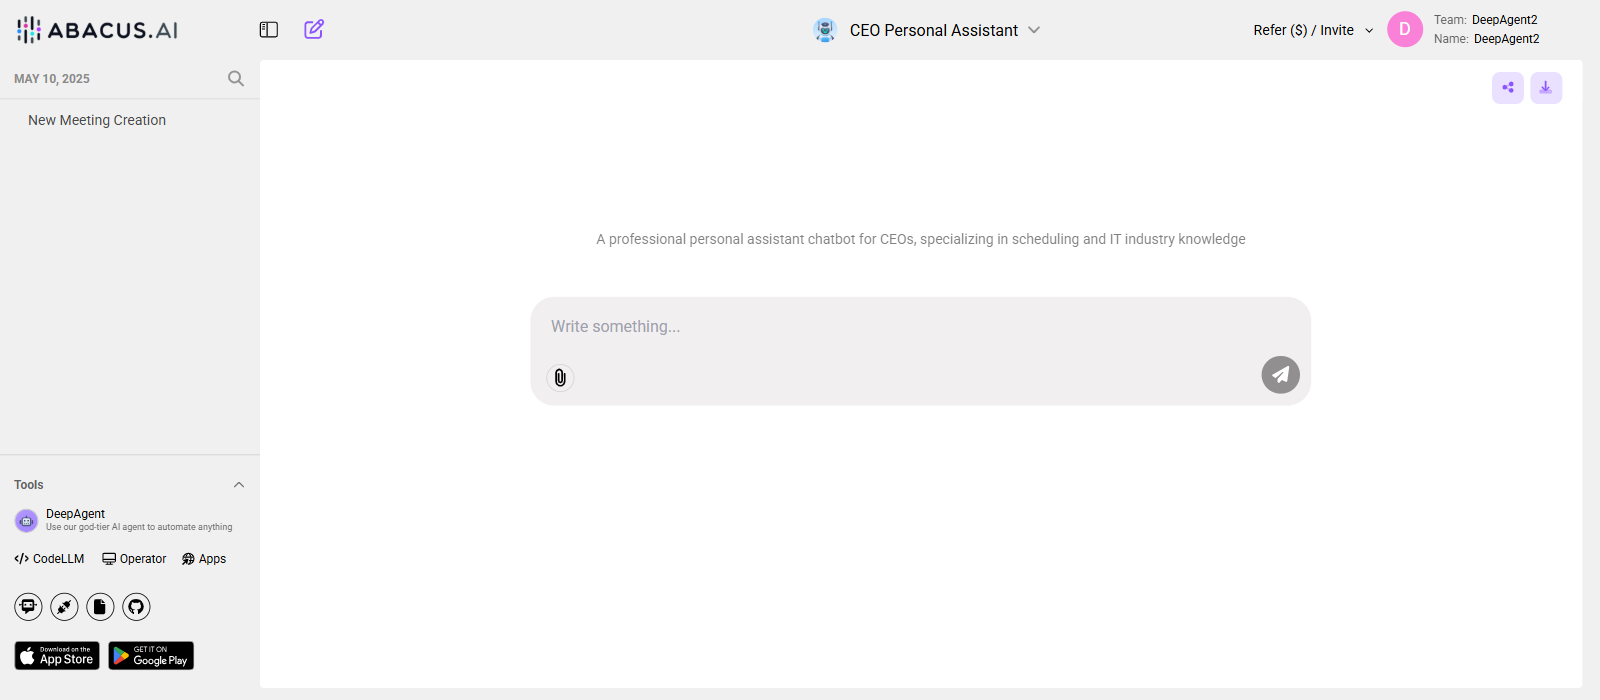 ABACUS.AI
CEO Personal Assistant
Refer ($) / Invite
D
Team: DeepAgent2
Name: DeepAgent2
MAY 10, 2025
New Meeting Creation
A professional personal assistant chatbot for CEOs, specializing in scheduling and IT industry knowledge
Write something...
Tools
DeepAgent
Use our god-tier AI agent to automate anything
</> CodeLLM
Operator
Apps
Download on the
App Store
GET IT ON
Google Play